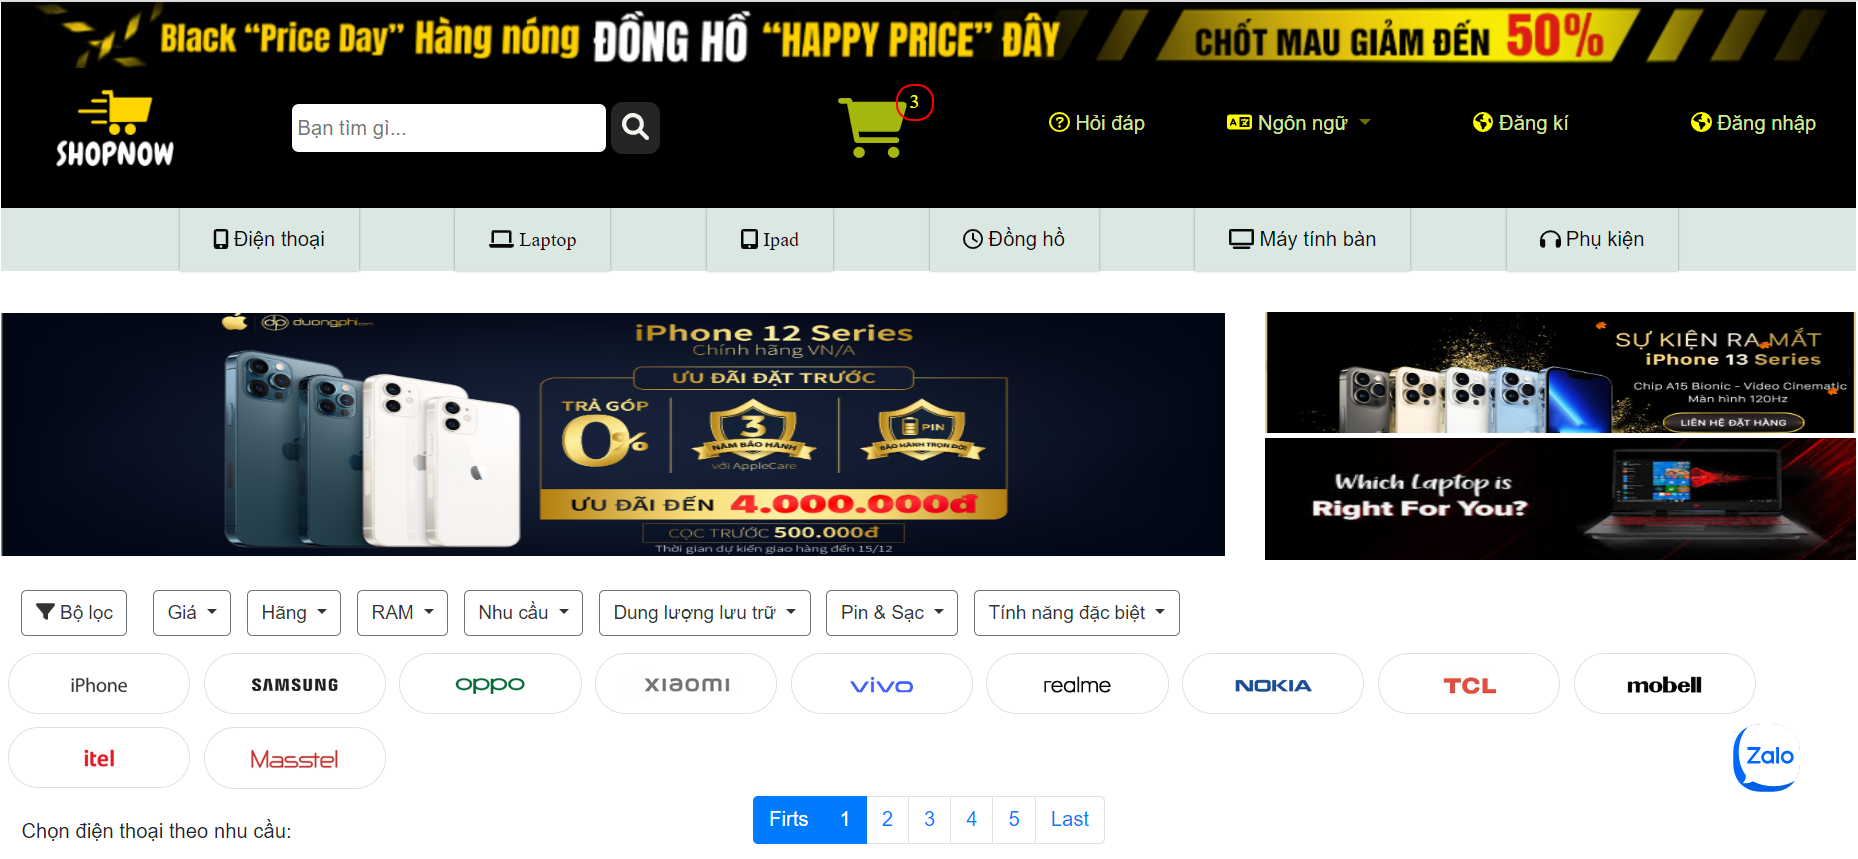 Black “Price Day” Hàng nóng ĐỒNG HỒ “HAPPY PRICE” ĐÂY CHỐT MAU GIẢM ĐẾN 50%
SHOPNOW
Bạn tìm gì...
3
Hỏi đáp
Ngôn ngữ
Đăng kí
Đăng nhập
Điện thoại
Laptop
Ipad
Đồng hồ
Máy tính bàn
Phụ kiện
dp duongphi.com
iPhone 12 Series
Chính hãng VN/A
ƯU ĐÃI ĐẶT TRƯỚC
TRẢ GÓP
0%
3
NĂM BẢO HÀNH
với AppleCare
PIN
BẢO HÀNH TRỌN ĐỜI
ƯU ĐÃI ĐẾN 4.000.000đ
CỌC TRƯỚC 500.000đ
Thời gian dự kiến giao hàng đến 15/12
SỰ KIỆN RA MẮT
iPhone 13 Series
Chip A15 Bionic - Video Cinematic
Màn hình 120Hz
LIÊN HỆ ĐẶT HÀNG
Which Laptop is
Right For You?
Bộ lọc
Giá
Hãng
RAM
Nhu cầu
Dung lượng lưu trữ
Pin & Sạc
Tính năng đặc biệt
iPhone
SAMSUNG
oppo
xiaomi
vivo
realme
NOKIA
TCL
mobell
itel
Masstel
Zalo
Firts 1 2 3 4 5 Last
Chọn điện thoại theo nhu cầu: